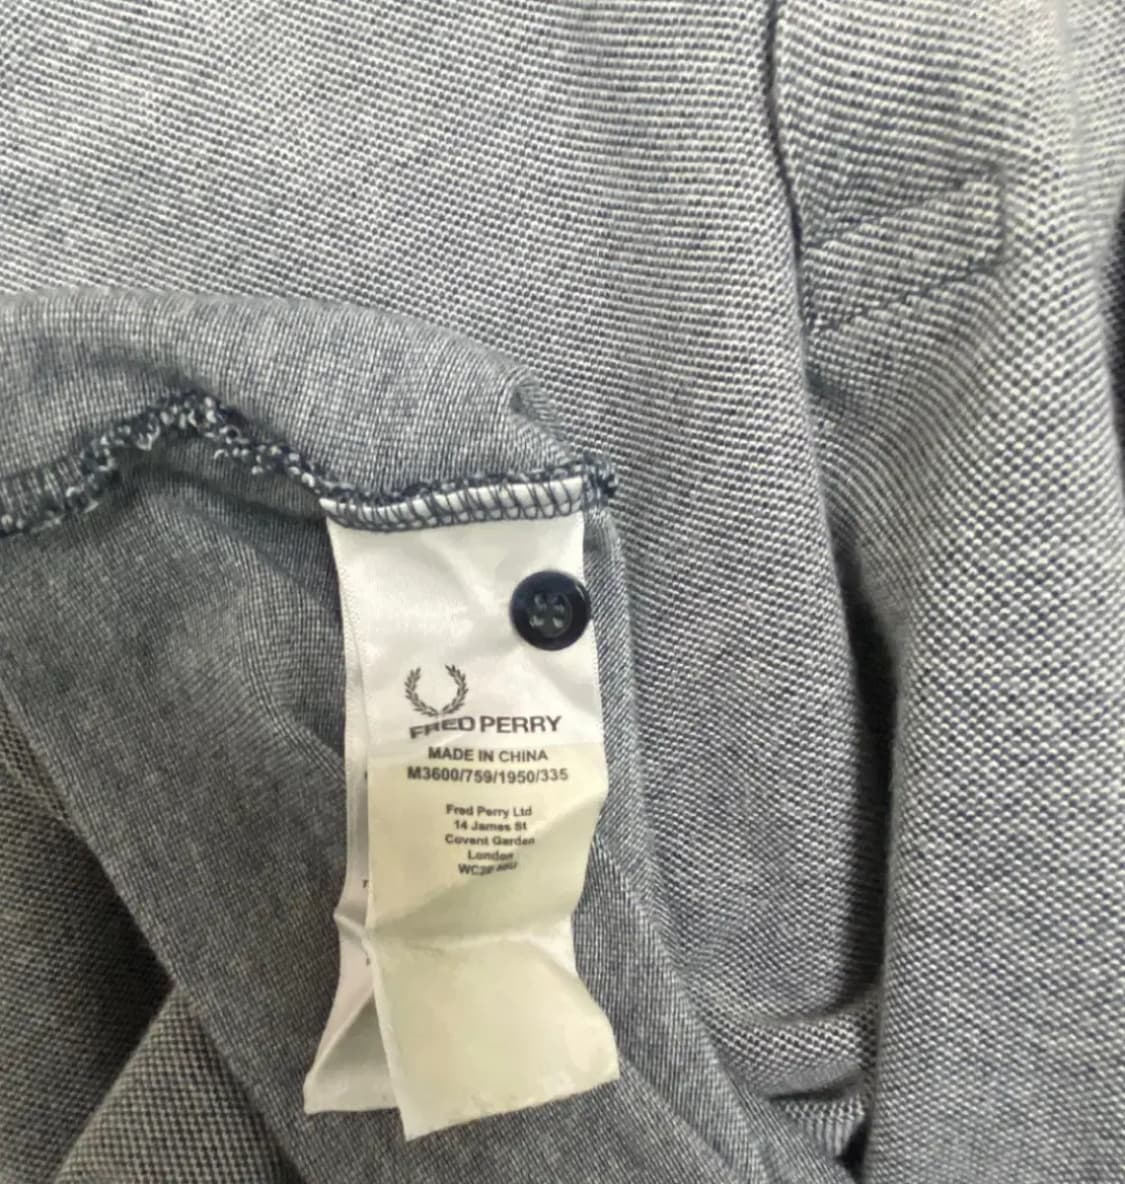 FRED PERRY
MADE IN CHINA
M3600/759/1950/335
Fred Perry Ltd
14 James St
Covent Garden
London